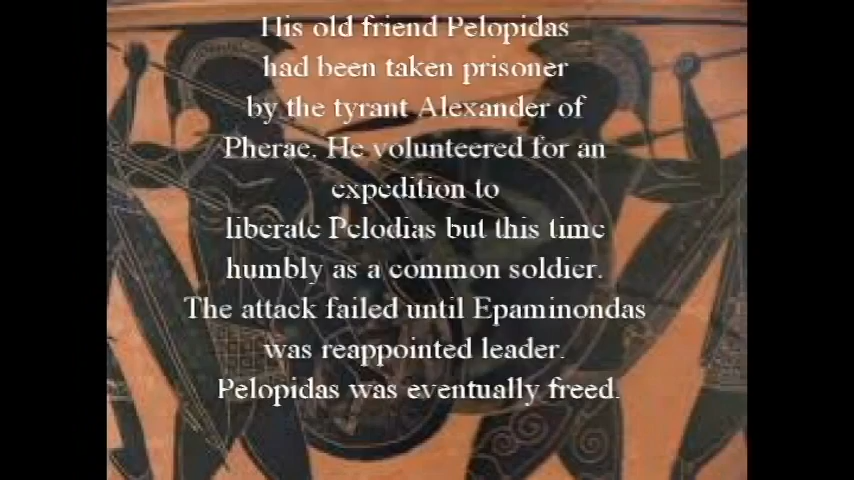 His old friend Pelopidas
had been taken prisoner
by the tyrant Alexander of
Pherae. He volunteered for an
expedition to
liberate Pelodias but this time
humbly as a common soldier.
The attack failed until Epaminondas
was reappointed leader.
Pelopidas was eventually freed.